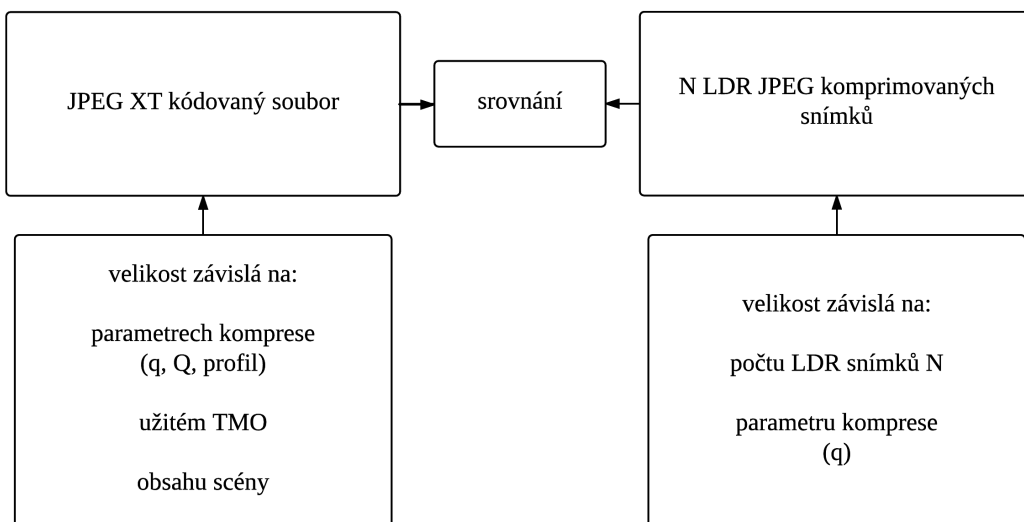 JPEG XT kódovaný soubor
srovnání
N LDR JPEG komprimovaných
snímků
velikost závislá na:
parametrech komprese
(q, Q, profil)
užitém TMO
obsahu scény
velikost závislá na:
počtu LDR snímků N
parametru komprese
(q)